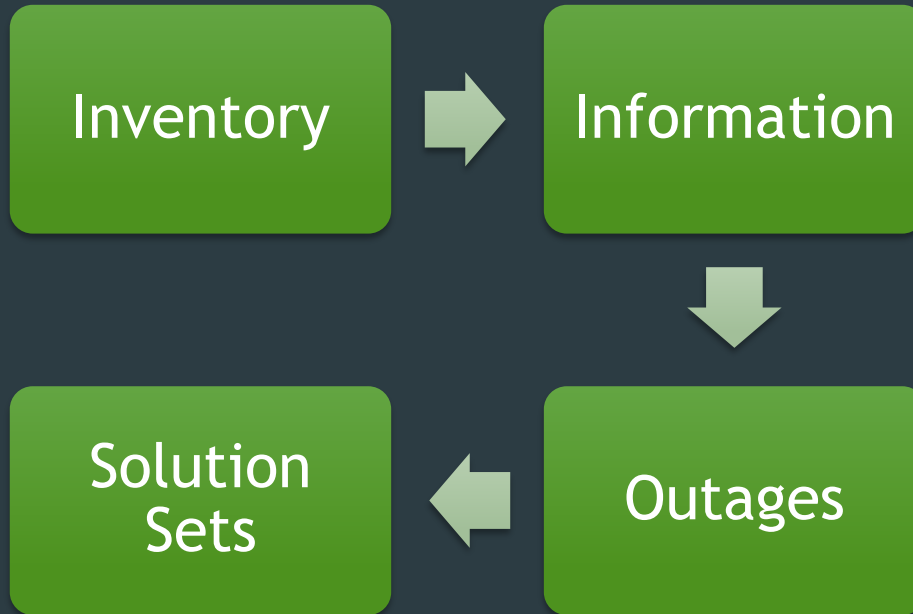 Inventory
Information
Outages
Solution
Sets